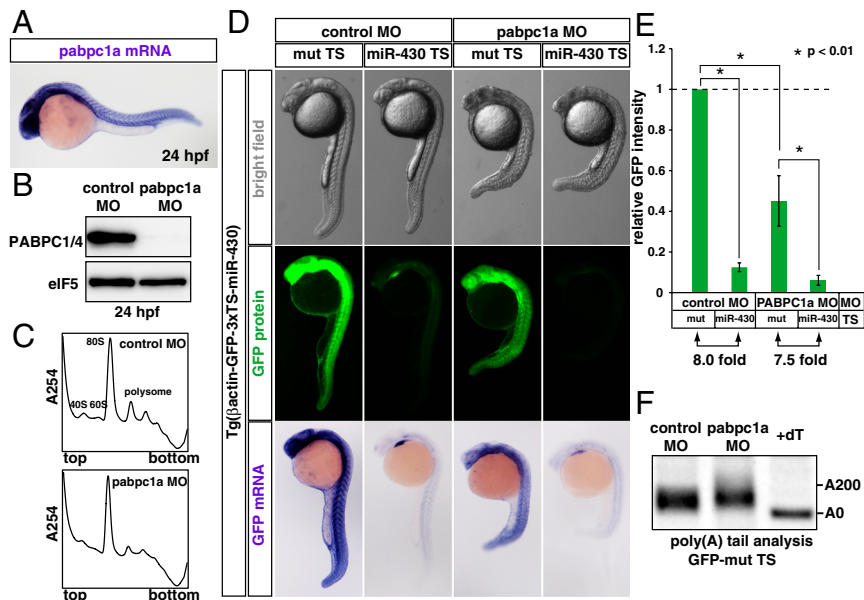 A
pabpc1a mRNA
24 hpf
B
control MO
pabpc1a MO
PABPC1/4
eIF5
24 hpf
C
control MO
80S
40S 60S
polysome
A254
top
bottom
pabpc1a MO
A254
top
bottom
D
control MO
pabpc1a MO
mut TS
miR-430 TS
mut TS
miR-430 TS
Tg(βactin-GFP-3xTS-miR-430)
bright field
GFP protein
GFP mRNA
E
* p < 0.01
relative GFP intensity
1.2
1
0.8
0.6
0.4
0.2
0
*
*
*
control MO
PABPC1a MO
MO
mut
miR-430
mut
miR-430
TS
8.0 fold
7.5 fold
F
control MO
pabpc1a MO
+dT
A200
A0
poly(A) tail analysis
GFP-mut TS